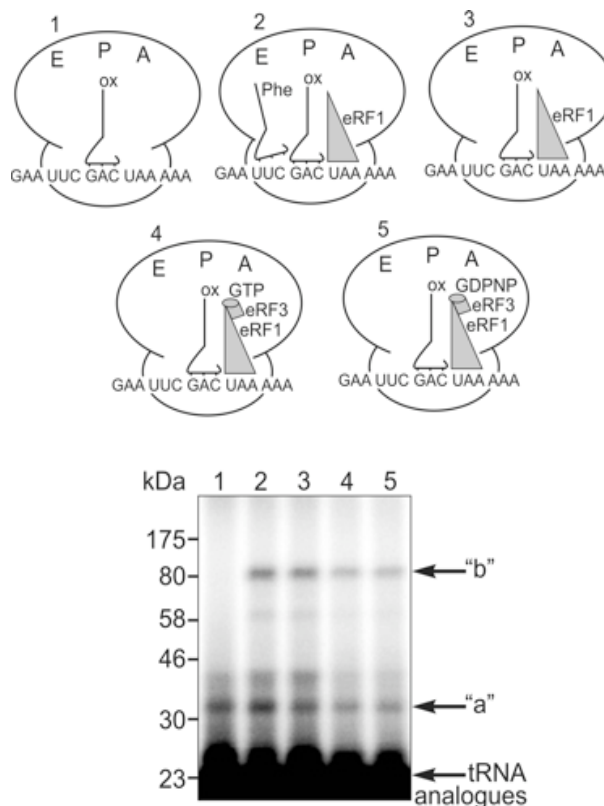 1
E P A
ox
GAA UUC GAC UAA AAA
2
E P A
ox
Phe
eRF1
GAA UUC GAC UAA AAA
3
E P A
ox
eRF1
GAA UUC GAC UAA AAA
4
E P A
ox GTP
eRF3
eRF1
GAA UUC GAC UAA AAA
5
E P A
ox GDPNP
eRF3
eRF1
GAA UUC GAC UAA AAA
kDa 1 2 3 4 5
175
80 "b"
58
46
30 "a"
23 tRNA
analogues